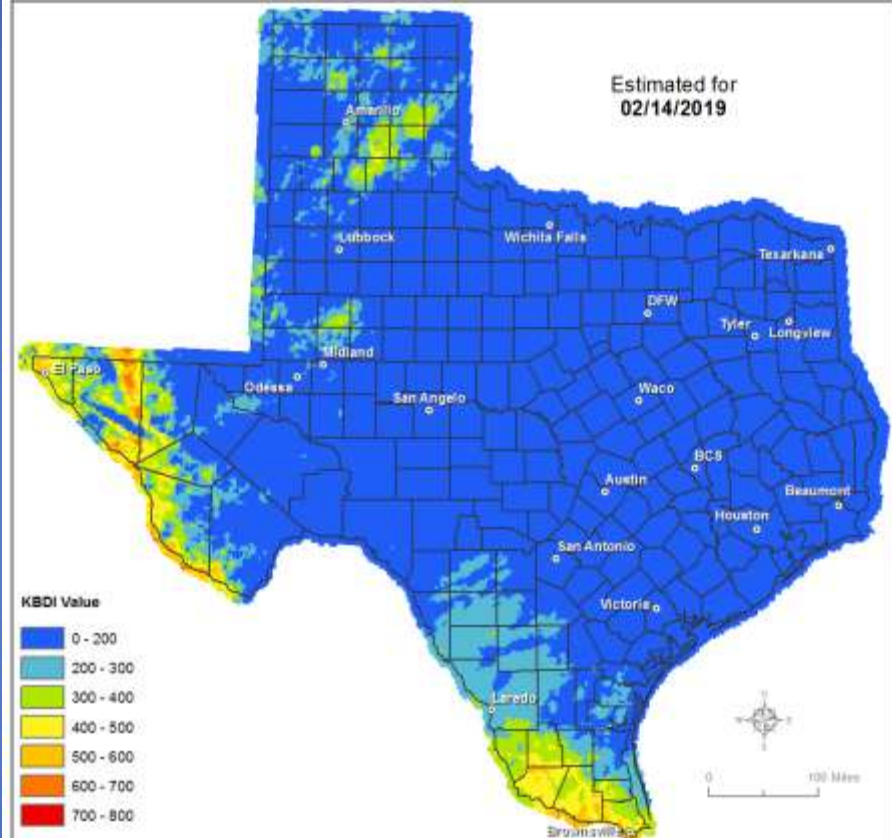 Estimated for
02/14/2019
Amarillo
Lubbock
Wichita Falls
Texarkana
DFW
Tyler
Longview
Midland
El Paso
Odessa
San Angelo
Waco
BCS
Austin
Beaumont
Houston
San Antonio
Victoria
Laredo
Brownsville
KBDI Value
0 - 200
200 - 300
300 - 400
400 - 500
500 - 600
600 - 700
700 - 800
0 100 Miles